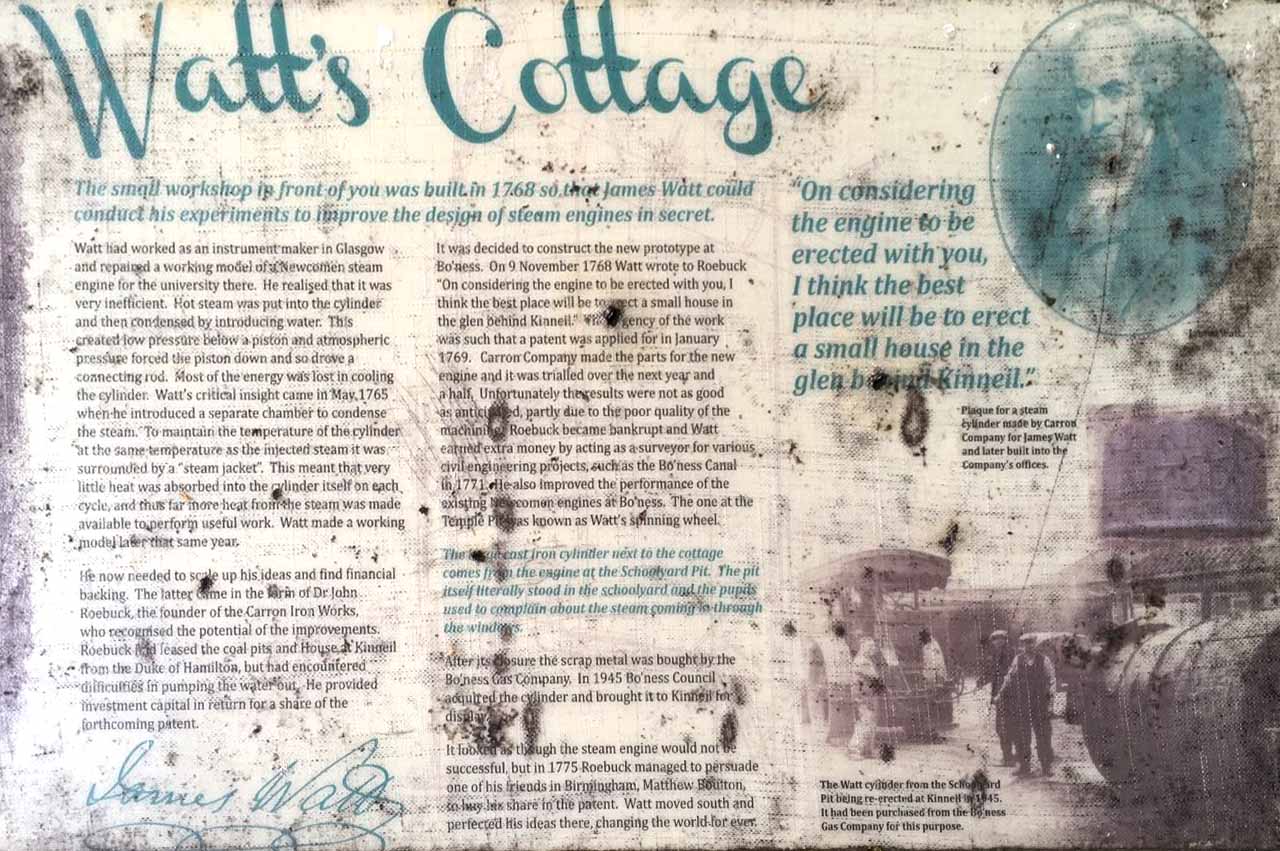 Watt's Cottage
The small workshop in front of you was built in 1768 so that James Watt could
conduct his experiments to improve the design of steam engines in secret.
Watt had worked as an instrument maker in Glasgow
and repaired a working model of a Newcomen steam
engine for the university there. He realised that it was
very inefficient. Hot steam was put into the cylinder
and then condensed by introducing water. This
created low pressure below a piston and atmospheric
pressure forced the piston down and so drove a
connecting rod. Most of the energy was lost in cooling
the cylinder. Watt's critical insight came in May 1765
when he introduced a separate chamber to condense
the steam. To maintain the temperature of the cylinder
at the same temperature as the injected steam it was
surrounded by a "steam jacket". This meant that very
little heat was absorbed into the cylinder itself on each
cycle, and thus far more heat from the steam was made
available to perform useful work. Watt made a working
model later that same year.
He now needed to scale up his ideas and find financial
backing. The latter came in the form of Dr John
Roebuck, the founder of the Carron Iron Works,
who recognised the potential of the improvements.
Roebuck had leased the coal pits and House at Kinneil
from the Duke of Hamilton, but had encountered
difficulties in pumping the water out. He provided
investment capital in return for a share of the
forthcoming patent.
James Watt
It was decided to construct the new prototype at
Bo'ness. On 9 November 1768 Watt wrote to Roebuck
"On considering the engine to be erected with you, I
think the best place will be to erect a small house in
the glen behind Kinneil." The urgency of the work
was such that a patent was applied for in January
1769. Carron Company made the parts for the new
engine and it was trialled over the next year and
a half. Unfortunately the results were not as good
as anticipated, partly due to the poor quality of the
machining. Roebuck became bankrupt and Watt
earned extra money by acting as a surveyor for various
civil engineering projects, such as the Bo'ness Canal
in 1771. He also improved the performance of the
existing Newcomen engines at Bo'ness. The one at the
Temple Pit was known as Watt's spinning wheel.
The large cast iron cylinder next to the cottage
comes from the engine at the Schoolyard Pit. The pit
itself literally stood in the schoolyard and the pupils
used to complain about the steam coming in through
the windows.
After its closure the scrap metal was bought by the
Bo'ness Gas Company. In 1945 Bo'ness Council
acquired the cylinder and brought it to Kinneil for
display.
It looked as though the steam engine would not be
successful, but in 1775 Roebuck managed to persuade
one of his friends in Birmingham, Matthew Boulton,
to buy his share in the patent. Watt moved south and
perfected his ideas there, changing the world for ever.
"On considering
the engine to be
erected with you,
I think the best
place will be to erect
a small house in the
glen behind Kinneil."
Plaque for a steam
cylinder made by Carron
Company for James Watt
and later built into the
Company's offices.
The Watt cylinder from the Schoolyard
Pit being re-erected at Kinneil in 1945.
It had been purchased from the Bo'ness
Gas Company for this purpose.